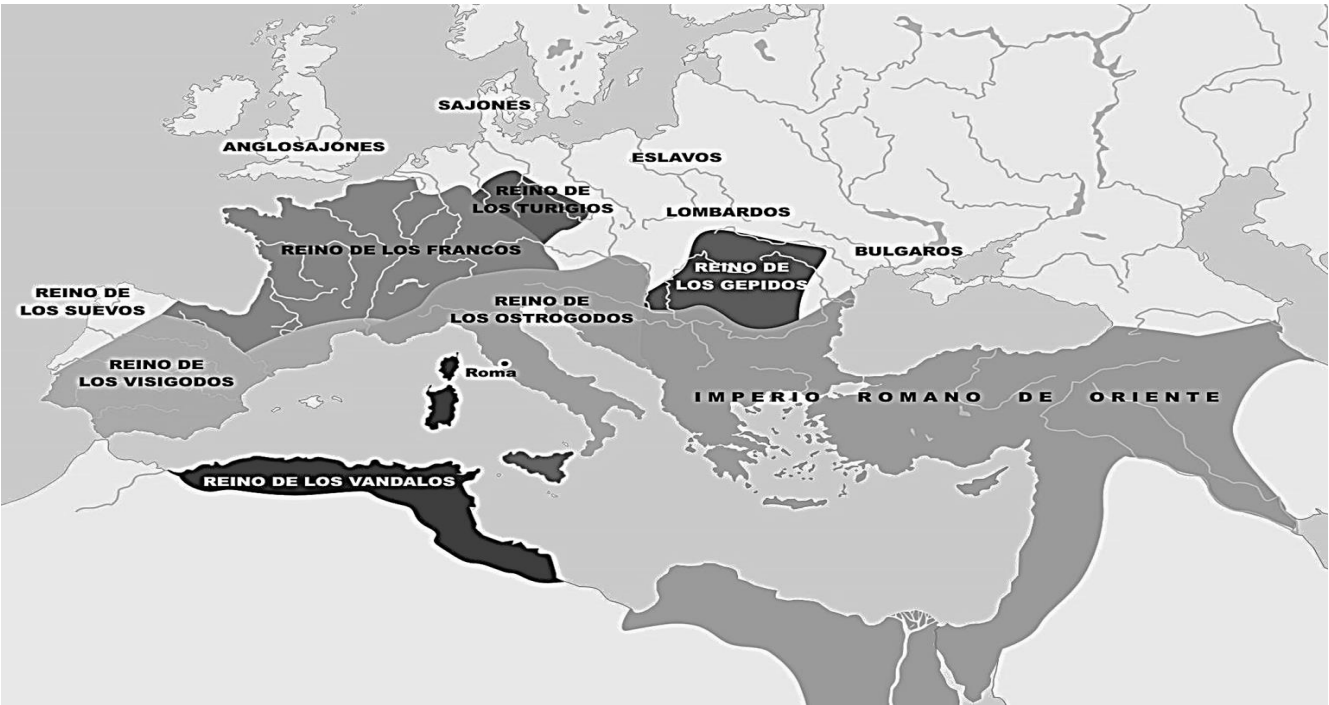 SAJONES
ANGLOSAJONES
ESLAVOS
REINO DE
LOS TURIGIOS
LOMBARDOS
REINO DE LOS FRANCOS
BULGAROS
REINO DE
LOS GEPIDOS
REINO DE
LOS SUEVOS
REINO DE
LOS OSTROGODOS
REINO DE
LOS VISIGODOS
Roma
IMPERIO ROMANO DE ORIENTE
REINO DE LOS VANDALOS